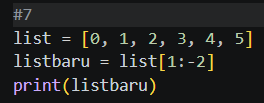 #7
list = [0, 1, 2, 3, 4, 5]
listbaru = list[1:-2]
print(listbaru)